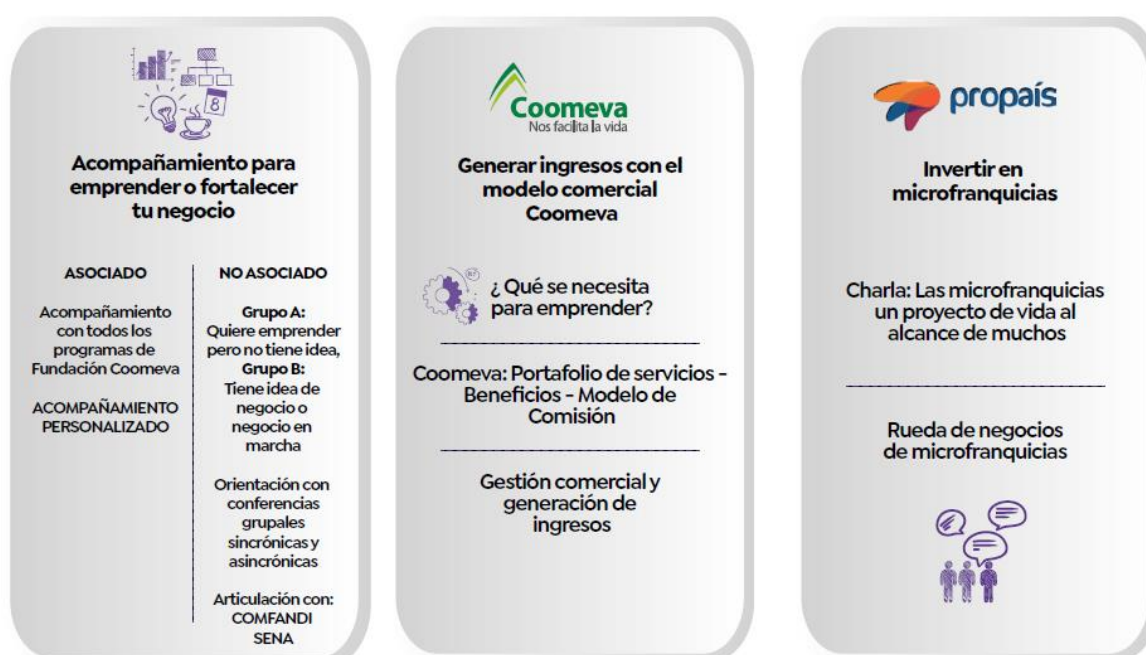 8
Acompañamiento para
emprender o fortalecer
tu negocio
ASOCIADO
Acompañamiento
con todos los
programas de
Fundación Coomeva
ACOMPAÑAMIENTO
PERSONALIZADO
NO ASOCIADO
Grupo A:
Quiere emprender
pero no tiene idea,
Grupo B:
Tiene idea de
negocio o
negocio en
marcha
Orientación con
conferencias
grupales
sincrónicas y
asincrónicas
Articulación con:
COMFANDI
SENA
Coomeva
Nos facilita la vida
Generar ingresos con el
modelo comercial
Coomeva
¿ Qué se necesita
para emprender?
Coomeva: Portafolio de servicios -
Beneficios - Modelo de
Comisión
Gestión comercial y
generación de
ingresos
propaís
Invertir en
microfranquicias
Charla: Las microfranquicias
un proyecto de vida al
alcance de muchos
Rueda de negocios
de microfranquicias